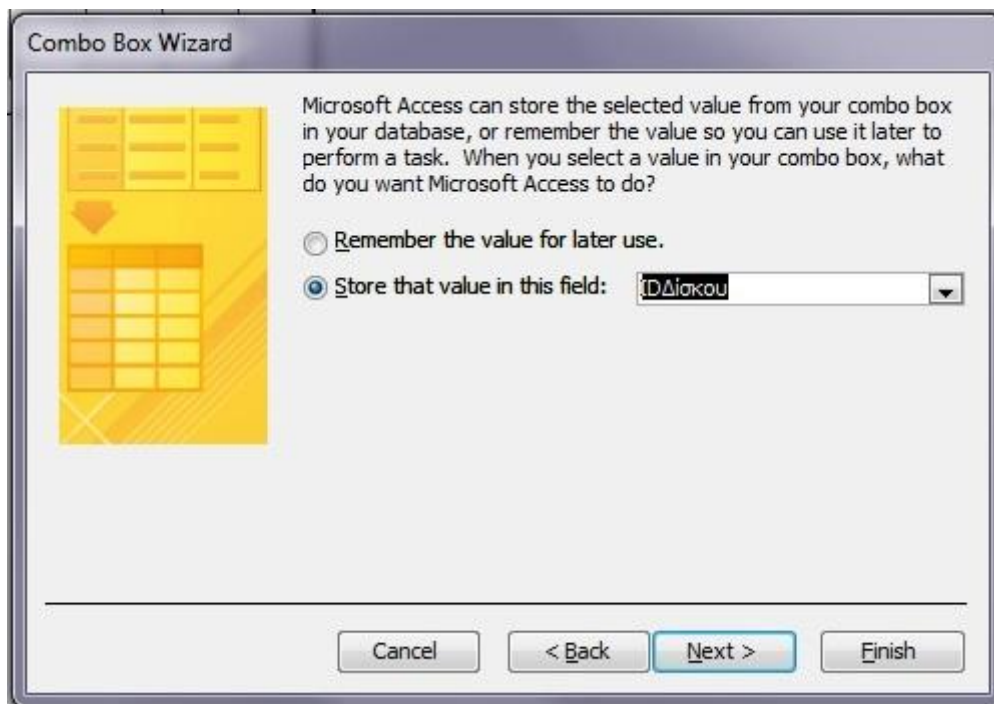 Combo Box Wizard
Microsoft Access can store the selected value from your combo box
in your database, or remember the value so you can use it later to
perform a task. When you select a value in your combo box, what
do you want Microsoft Access to do?
Remember the value for later use.
Store that value in this field: IDΔίσκου
Cancel < Back Next > Finish